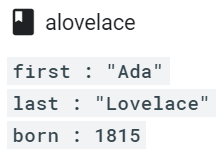 alovelace
first : "Ada"
last : "Lovelace"
born : 1815